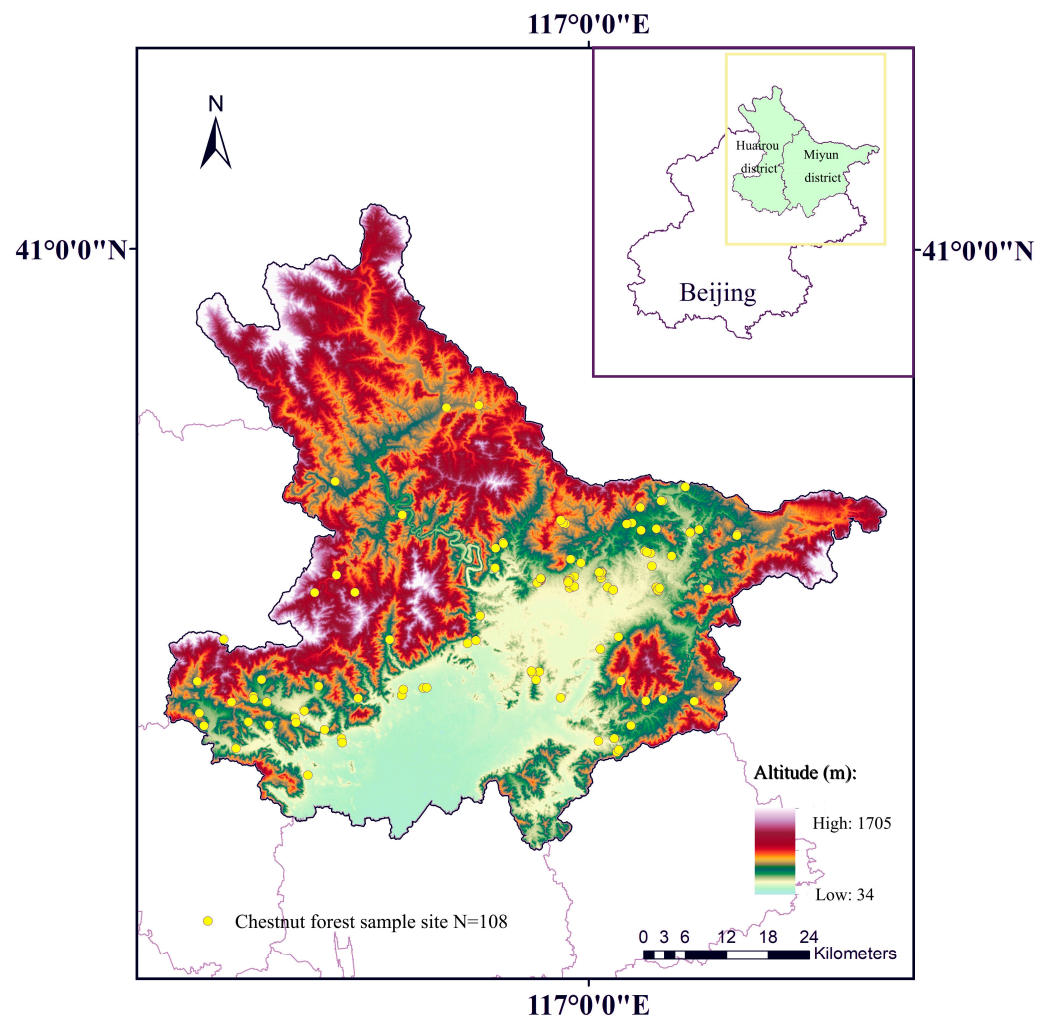 117°0'0"E
N
Huairou
district
Miyun
district
41°0'0"N
41°0'0"N
Beijing
Altitude (m):
High: 1705
Low: 34
Chestnut forest sample site N=108
0 3 6 12 18 24
Kilometers
117°0'0"E